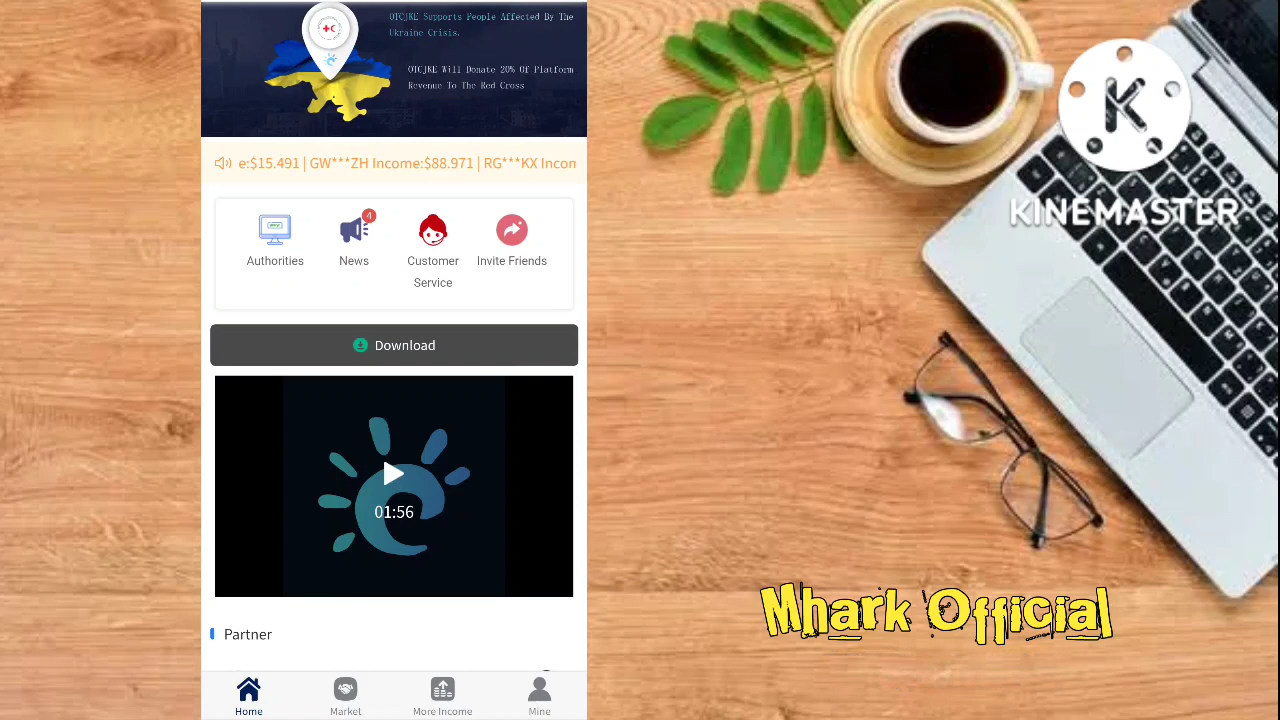 OTCJKE Supports People Affected By The
Ukraine Crisis.
OTCJKE Will Donate 20% Of Platform
Revenue To The Red Cross
e:$15.491 | GW***ZH Income:$88.971 | RG***KX Incom
4
Authorities
News
Customer
Service
Invite Friends
Download
01:56
Partner
Home
Market
More Income
Mine
K
KINEMASTER
Mhark Official